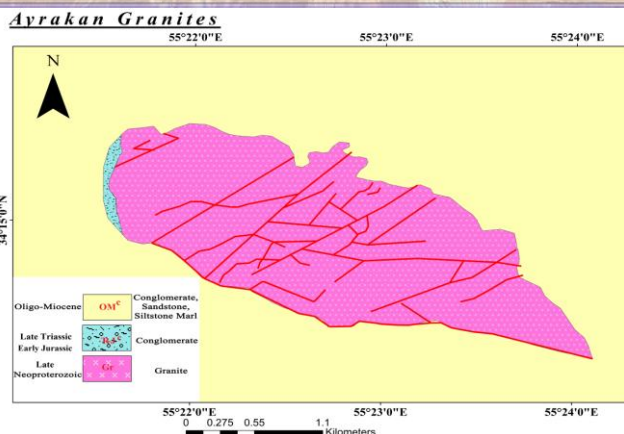 Ayrakan Granites
55°22'0"E 55°23'0"E 55°24'0"E
N
34°15'0"N
Oligo-Miocene OMc Conglomerate, Sandstone, Siltstone Marl
Late Triassic Early Jurassic Conglomerate
Late Neoproterozoic Gr Granite
55°22'0"E 55°23'0"E 55°24'0"E
0 0.275 0.55 1.1
Kilometers